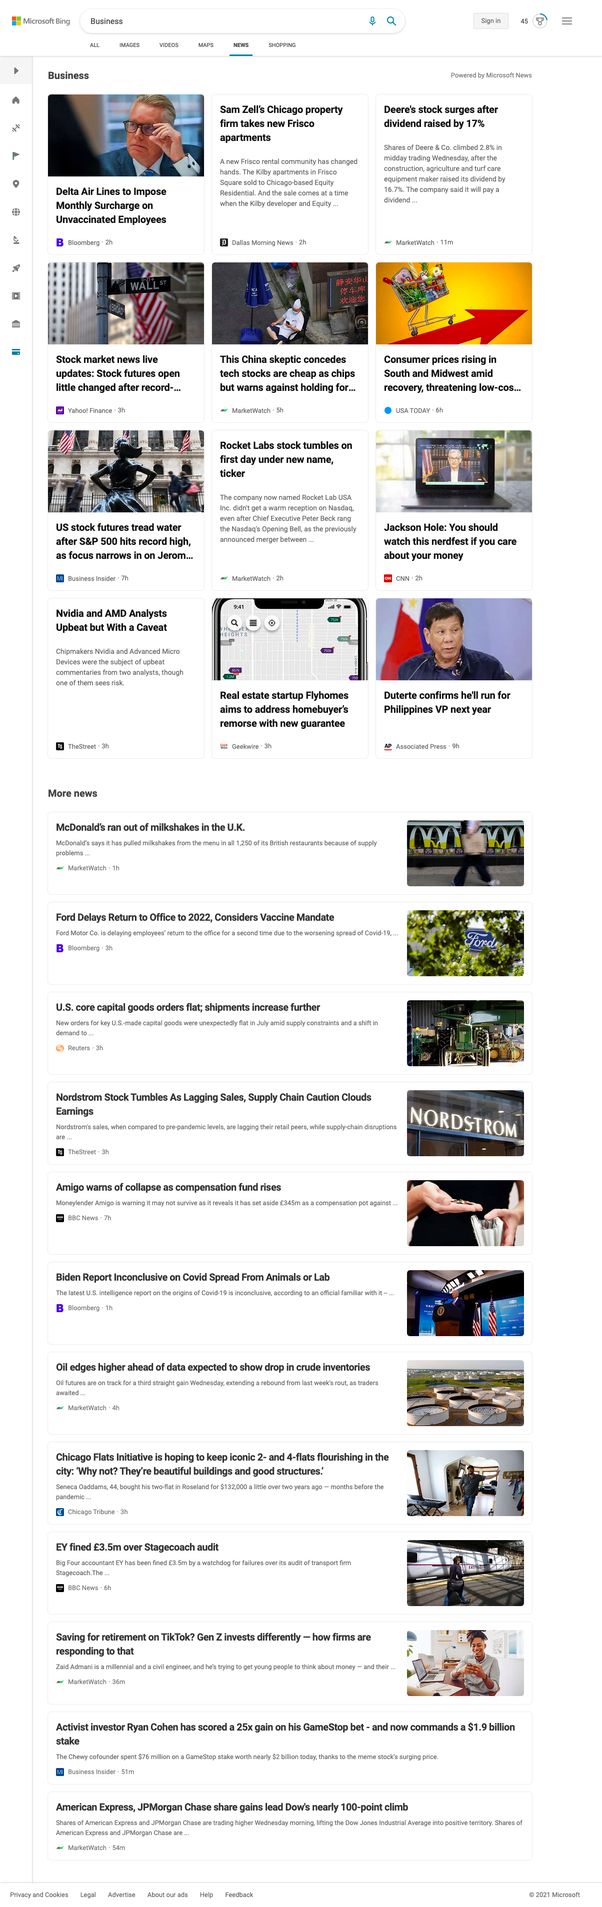 Microsoft Bing
Business
Sign in
45
ALL IMAGES VIDEOS MAPS NEWS SHOPPING
Business
Powered by Microsoft News
Delta Air Lines to Impose
Monthly Surcharge on
Unvaccinated Employees
Bloomberg · 2h
Sam Zell's Chicago property
firm takes new Frisco
apartments
A new Frisco rental community has changed
hands. The Kilby apartments in Frisco
Square sold to Chicago-based Equity
Residential. And the sale comes at a time
when the Kilby developer and Equity ...
Dallas Morning News · 2h
Deere's stock surges after
dividend raised by 17%
Shares of Deere & Co. climbed 2.8% in
midday trading Wednesday, after the
construction, agriculture and turf care
equipment maker raised its dividend by
16.7%. The company said it will pay a
dividend ...
MarketWatch · 11m
WALL ST
Stock market news live
updates: Stock futures open
little changed after record-...
Yahoo! Finance · 3h
This China skeptic concedes
tech stocks are cheap as chips
but warns against holding for...
MarketWatch · 5h
Consumer prices rising in
South and Midwest amid
recovery, threatening low-cos...
USA TODAY · 6h
US stock futures tread water
after S&P 500 hits record high,
as focus narrows in on Jerom...
Business Insider · 7h
Rocket Labs stock tumbles on
first day under new name,
ticker
The company now named Rocket Lab USA
Inc. didn't get a warm reception on Nasdaq,
even after Chief Executive Peter Beck rang
the Nasdaq's Opening Bell, as the previously
announced merger between ...
MarketWatch · 2h
Jackson Hole: You should
watch this nerdfest if you care
about your money
CNN · 2h
Nvidia and AMD Analysts
Upbeat but With a Caveat
Chipmakers Nvidia and Advanced Micro
Devices were the subject of upbeat
commentaries from two analysts, though
one of them sees risk.
TheStreet · 3h
9:41
HEIGHTS
Real estate startup Flyhomes
aims to address homebuyer's
remorse with new guarantee
Geekwire · 3h
Duterte confirms he'll run for
Philippines VP next year
AP Associated Press · 9h
More news
McDonald's ran out of milkshakes in the U.K.
McDonald's says it has pulled milkshakes from the menu in all 1,250 of its British restaurants because of supply
problems ...
MarketWatch · 1h
Ford Delays Return to Office to 2022, Considers Vaccine Mandate
Ford Motor Co. is delaying employees' return to the office for a second time due to the worsening spread of Covid-19, ...
Bloomberg · 3h
Ford
U.S. core capital goods orders flat; shipments increase further
New orders for key U.S.-made capital goods were unexpectedly flat in July amid supply constraints and a shift in
demand to ...
Reuters · 3h
Nordstrom Stock Tumbles As Lagging Sales, Supply Chain Caution Clouds
Earnings
Nordstrom's sales, when compared to pre-pandemic levels, are lagging their retail peers, while supply-chain disruptions
are ...
TheStreet · 3h
NORDSTROM
Amigo warns of collapse as compensation fund rises
Moneylender Amigo is warning it may not survive as it reveals it has set aside £345m as a compensation pot against ...
BBC News · 7h
Biden Report Inconclusive on Covid Spread From Animals or Lab
The latest U.S. intelligence report on the origins of Covid-19 is inconclusive, according to an official familiar with it – ...
Bloomberg · 1h
Oil edges higher ahead of data expected to show drop in crude inventories
Oil futures are on track for a third straight gain Wednesday, extending a rebound from last week's rout, as traders
awaited ...
MarketWatch · 4h
Chicago Flats Initiative is hoping to keep iconic 2- and 4-flats flourishing in the
city: 'Why not? They're beautiful buildings and good structures.'
Seneca Oaddams, 44, bought his two-flat in Roseland for $132,000 a little over two years ago — months before the
pandemic ...
Chicago Tribune · 3h
EY fined £3.5m over Stagecoach audit
Big Four accountant EY has been fined £3.5m by a watchdog for failures over its audit of transport firm
Stagecoach.The ...
BBC News · 6h
Saving for retirement on TikTok? Gen Z invests differently — how firms are
responding to that
Zaid Admani is a millennial and a civil engineer, and he's trying to get young people to think about money — and their ...
MarketWatch · 36m
Activist investor Ryan Cohen has scored a 25x gain on his GameStop bet - and now commands a $1.9 billion
stake
The Chewy cofounder spent $76 million on a GameStop stake worth nearly $2 billion today, thanks to the meme stock's surging price.
Business Insider · 51m
American Express, JPMorgan Chase share gains lead Dow's nearly 100-point climb
Shares of American Express and JPMorgan Chase are trading higher Wednesday morning, lifting the Dow Jones Industrial Average into positive territory. Shares of
American Express and JPMorgan Chase are ...
MarketWatch · 54m
Privacy and Cookies Legal Advertise About our ads Help Feedback
© 2021 Microsoft